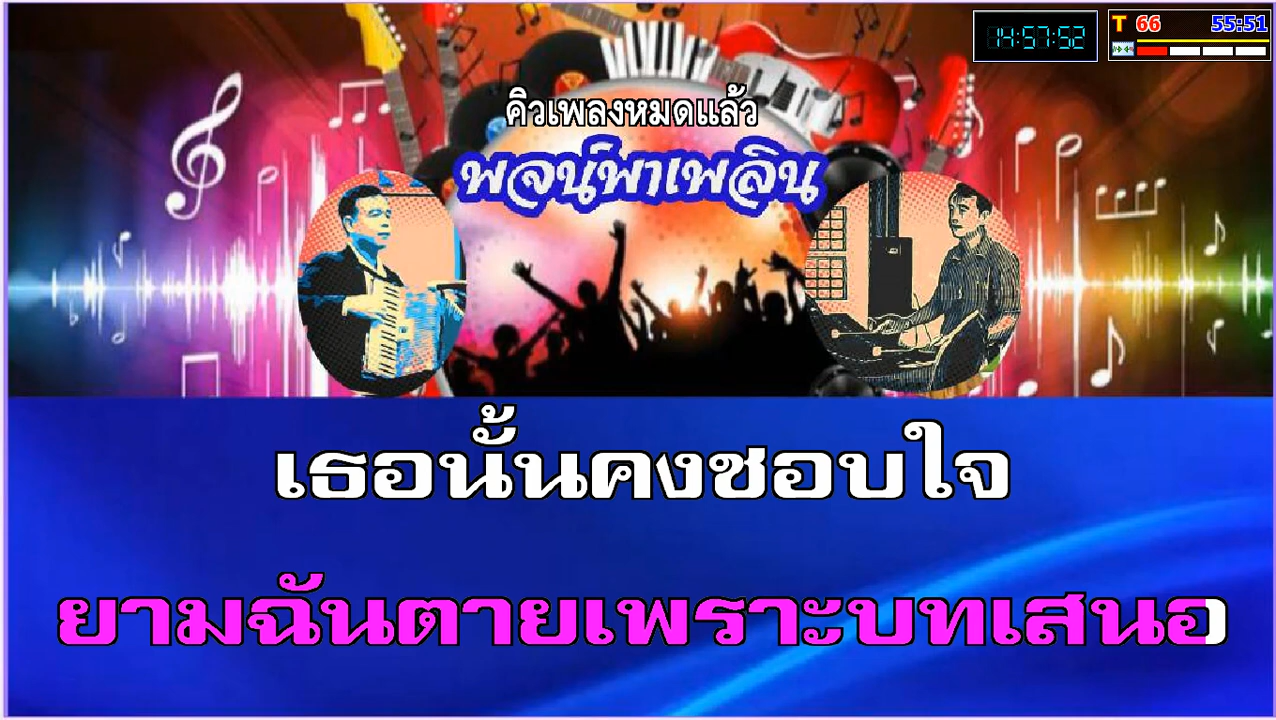 14:57:52
T 66 55:51
คิวเพลงหมดแล้ว
พจน์พาเพลิน
เธอนั้นคงชอบใจ
ยามฉันตายเพราะบทเสนอ